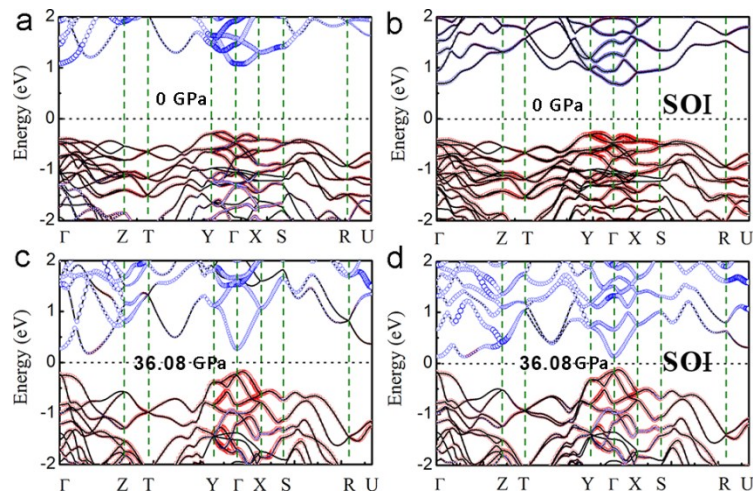 a
b
2
1
0
-1
-2
Energy (eV)
0 GPa
Γ Z T Y Γ X S R U
2
1
0
-1
-2
Energy (eV)
0 GPa SOI
Γ Z T Y Γ X S R U
c
d
2
1
0
-1
-2
Energy (eV)
36.08 GPa
Γ Z T Y Γ X S R U
2
1
0
-1
-2
Energy (eV)
36.08 GPa SOI
Γ Z T Y Γ X S R U